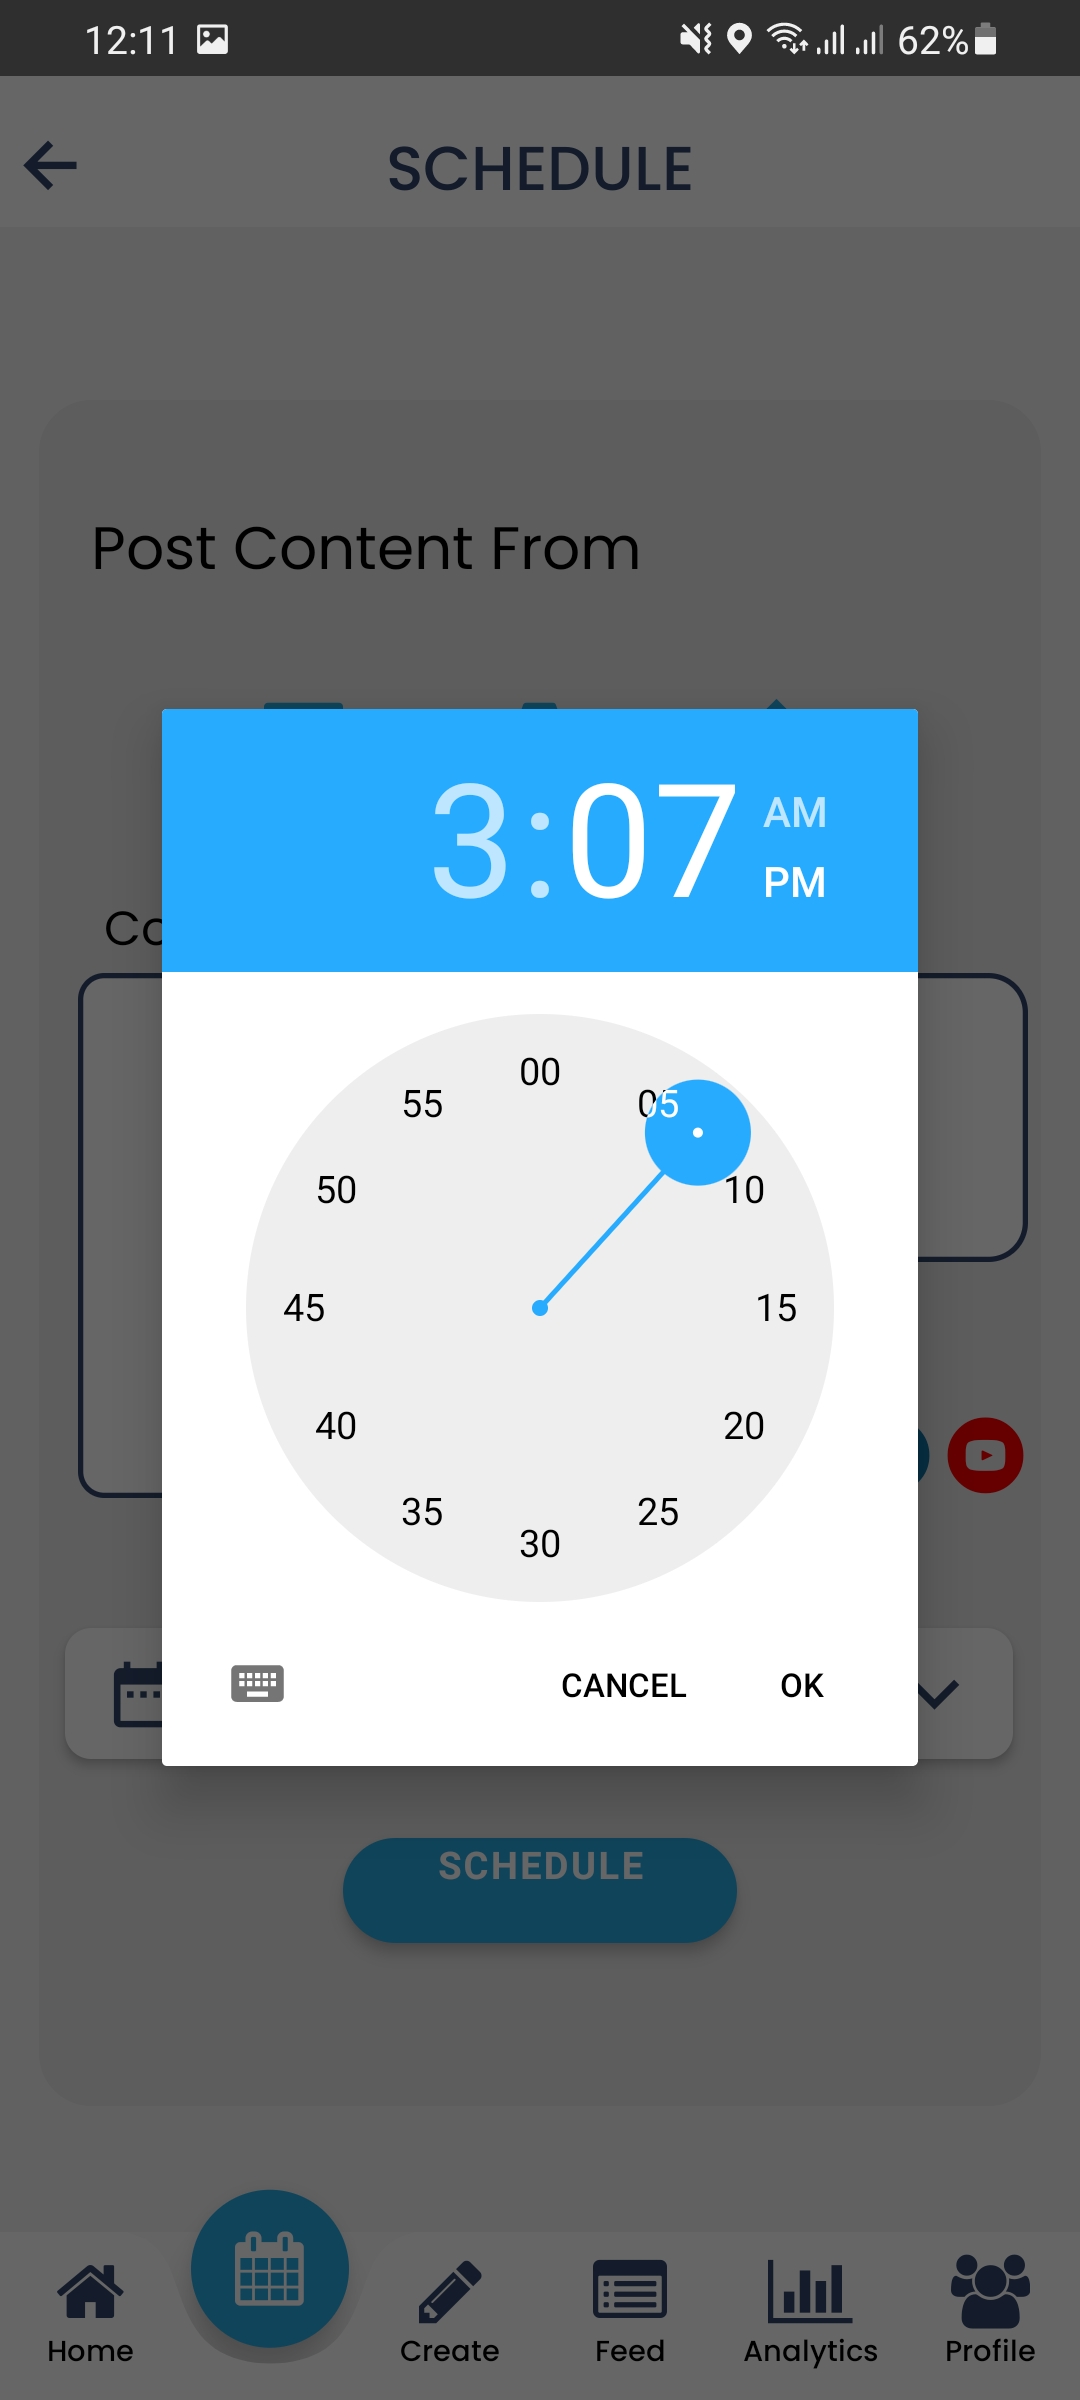 12:11 62%
SCHEDULE
Post Content From
3:07 AM
PM
Co
00
55 05
50 10
45 15
40 20
35 25
30
CANCEL OK
SCHEDULE
Home Create Feed Analytics Profile